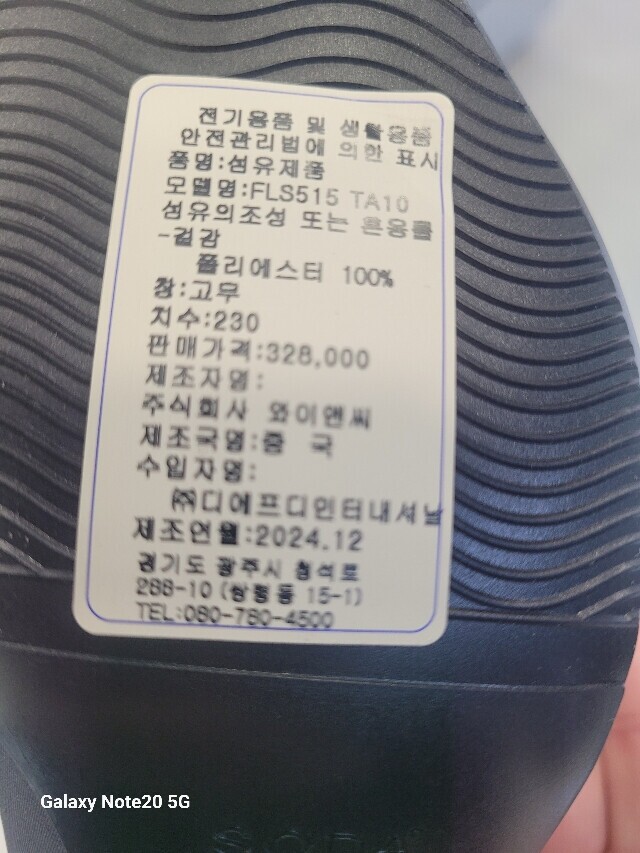 전기용품 및 생활용품
안전관리법에 의한 표시
품명:섬유제품
모델명:FLS515 TA10
섬유의조성 또는 혼용률
-겉감
폴리에스터 100%
창:고무
치수:230
판매가격:328,000
제조자명:
주식회사 와이앤씨
제조국명:중 국
수입자명:
㈜디에프디인터내셔날
제조연월:2024.12
경기도 광주시 청석로
268-10 (쌍령동 15-1)
TEL:080-780-4500
Galaxy Note20 5G